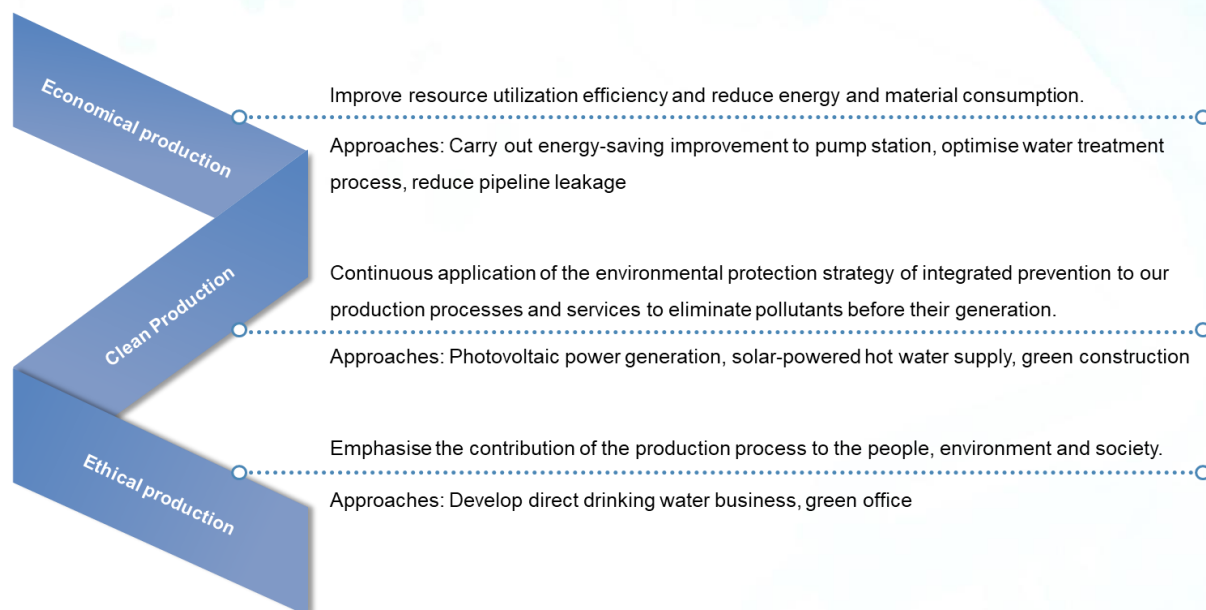 Economical production
Improve resource utilization efficiency and reduce energy and material consumption.
Approaches: Carry out energy-saving improvement to pump station, optimise water treatment
process, reduce pipeline leakage
Clean Production
Continuous application of the environmental protection strategy of integrated prevention to our
production processes and services to eliminate pollutants before their generation.
Approaches: Photovoltaic power generation, solar-powered hot water supply, green construction
Ethical production
Emphasise the contribution of the production process to the people, environment and society.
Approaches: Develop direct drinking water business, green office